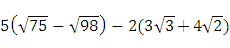 5(√75 − √98) − 2(3√3 + 4√2)